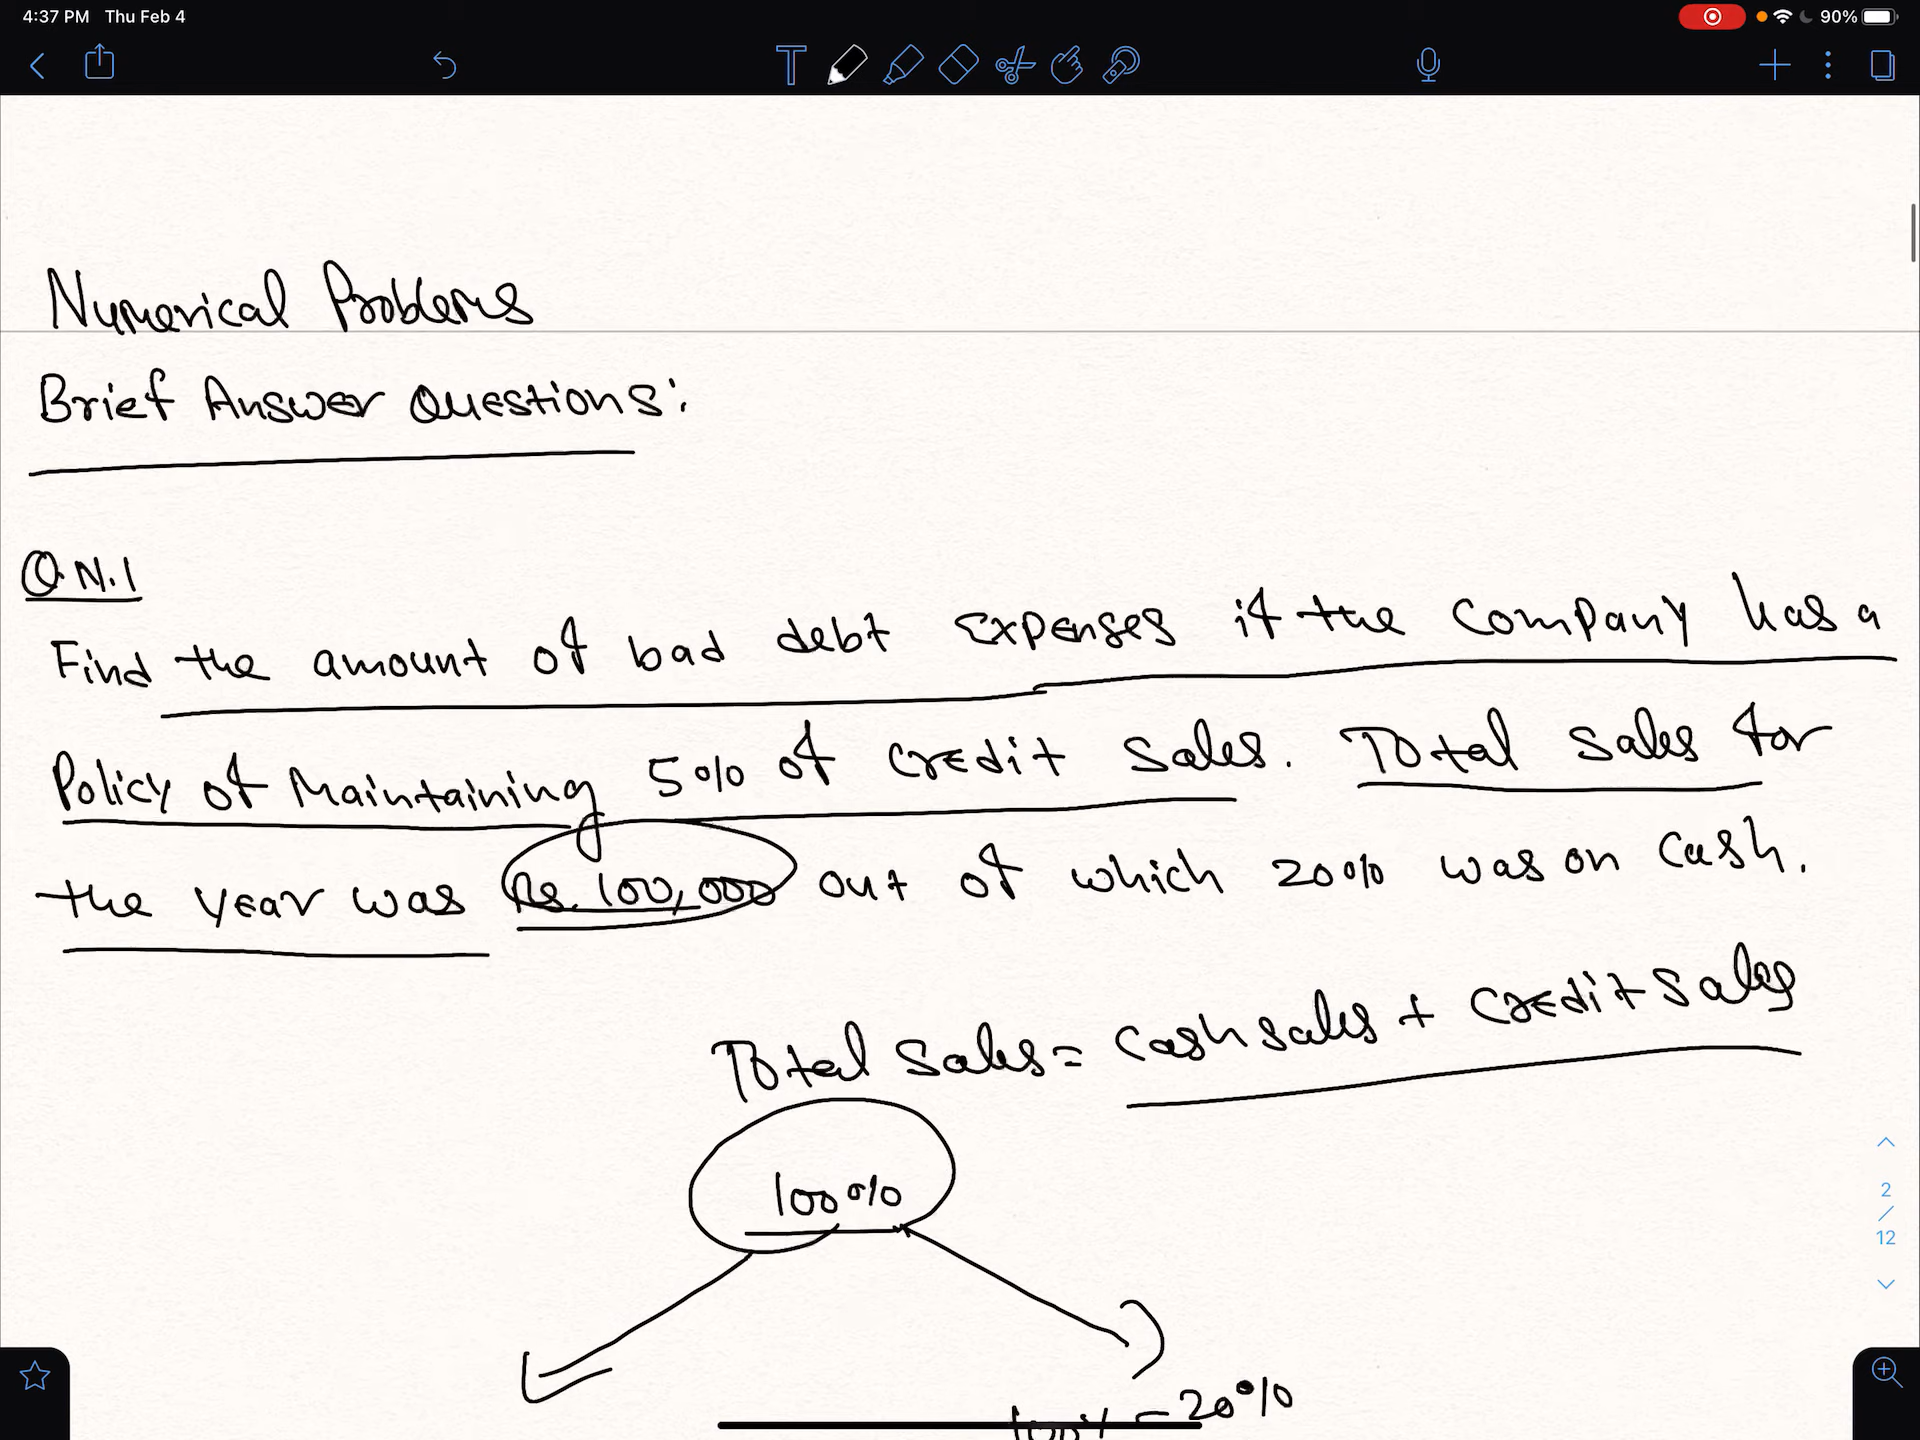 4:37 PM Thu Feb 4
90%
Numerical Problems
Brief Answer Questions:
Q.N.1
Find the amount of bad debt expenses if the company has a
Policy of Maintaining 5% of credit sales. Total sales for
the year was Rs. 100,000 out of which 20% was on cash.
Total sales = cash sales + credit sales
100%
100% - 20%
2
/
12